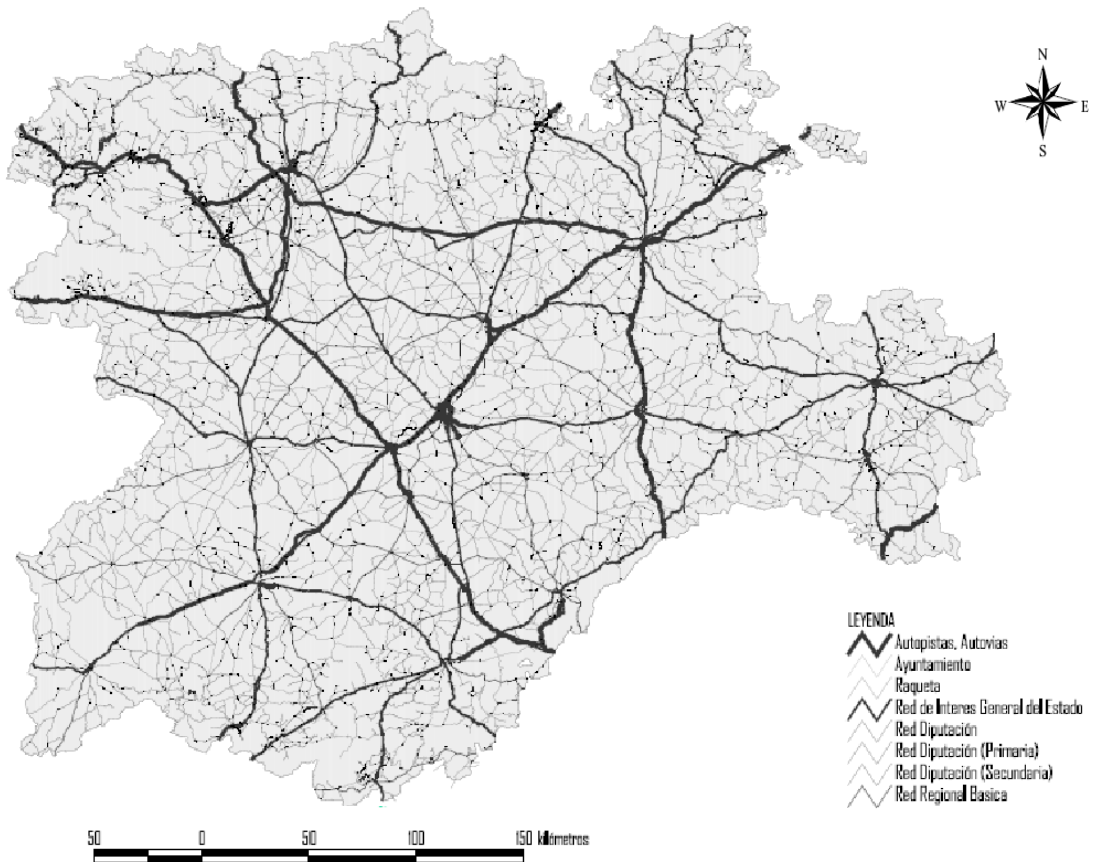 N
W E
S
LEYENDA
Autopistas, Autovias
Ayuntamiento
Raqueta
Red de Interes General del Estado
Red Diputación
Red Diputación (Primaria)
Red Diputación (Secundaria)
Red Regional Basica
50 0 50 100 150 kilómetros